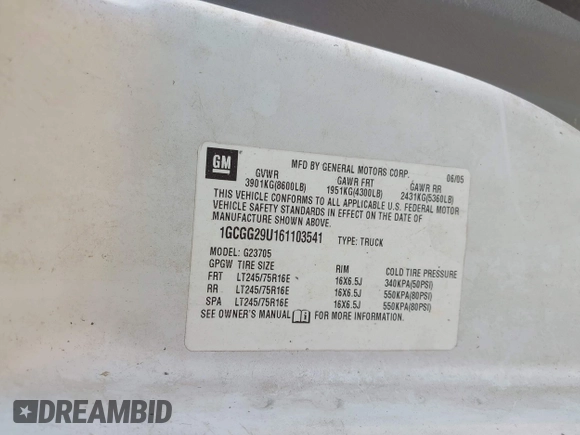 GM
MFD BY GENERAL MOTORS CORP. 06/05
GVWR GAWR FRT GAWR RR
3901KG(8600LB) 1951KG(4300LB) 2431KG(5360LB)
THIS VEHICLE CONFORMS TO ALL APPLICABLE U.S. FEDERAL MOTOR
VEHICLE SAFETY STANDARDS IN EFFECT ON THE DATE OF
MANUFACTURE SHOWN ABOVE.
1GCGG29U161103541 TYPE: TRUCK
MODEL: G23705
GPGW TIRE SIZE RIM COLD TIRE PRESSURE
FRT LT245/75R16E 16X6.5J 340KPA(50PSI)
RR LT245/75R16E 16X6.5J 550KPA(80PSI)
SPA LT245/75R16E 16X6.5J 550KPA(80PSI)
SEE OWNER'S MANUAL FOR MORE INFORMATION.
DREAMBID